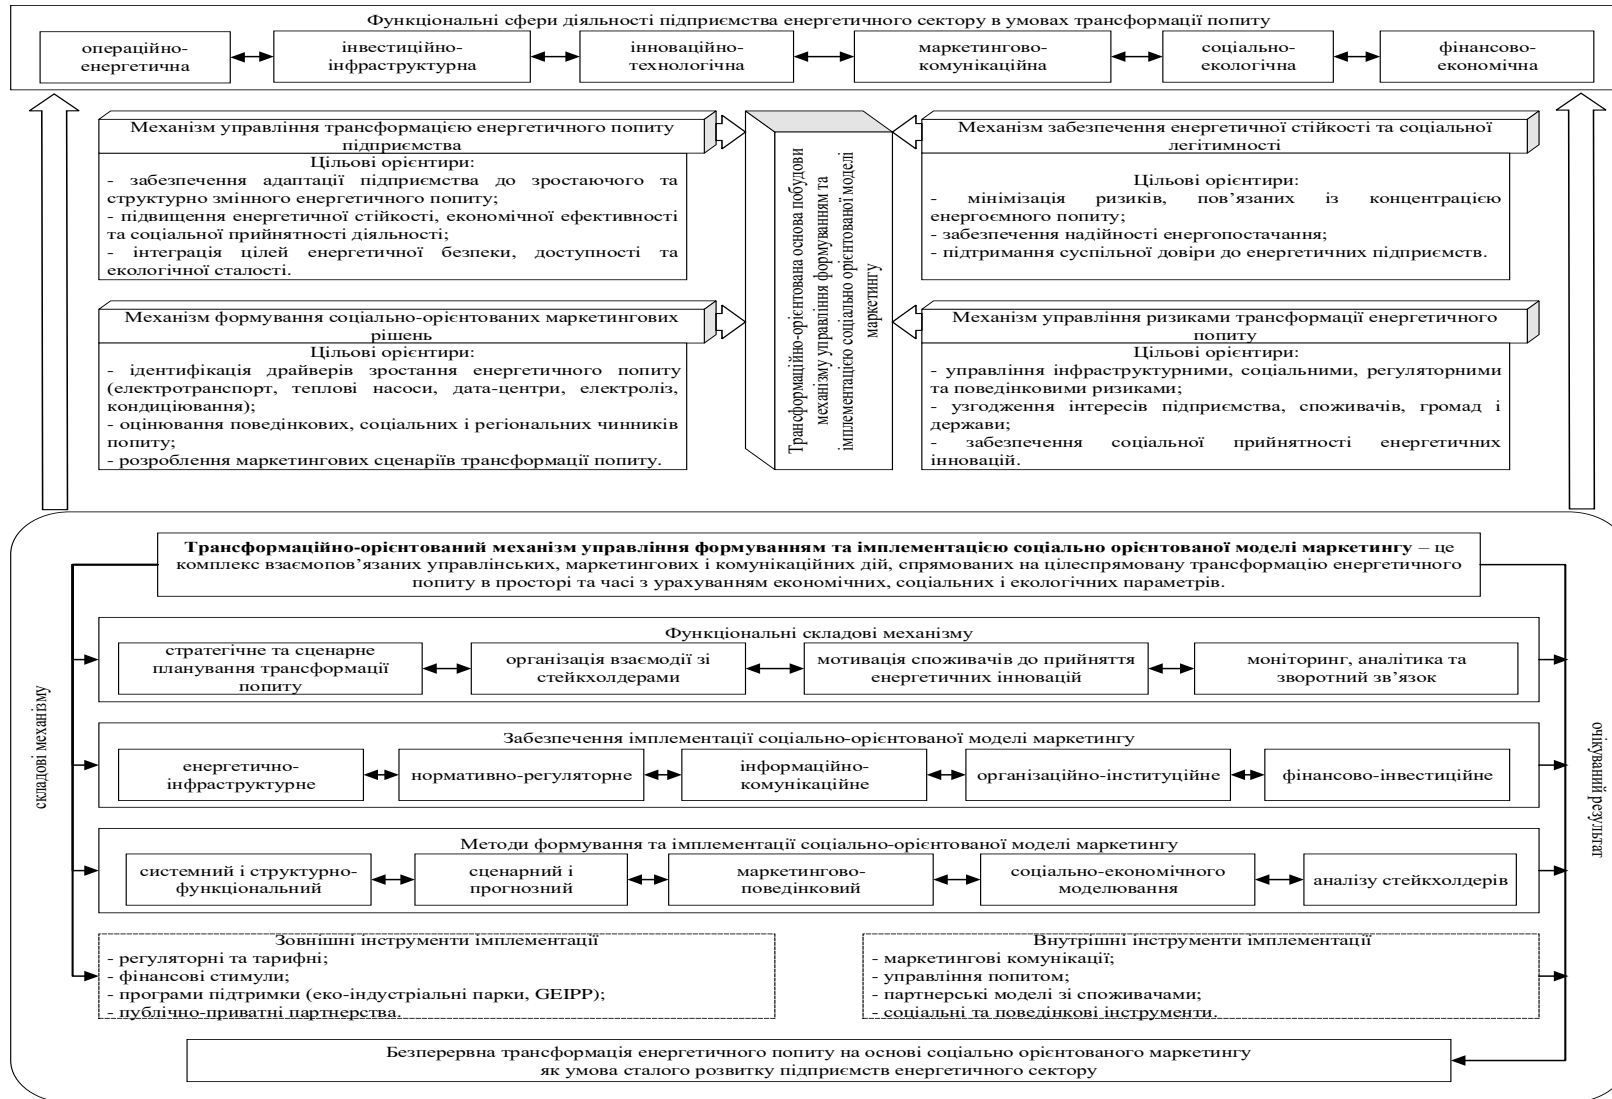 Функціональні сфери діяльності підприємства енергетичного сектору в умовах трансформації попиту
операційно-
енергетична
інвестиційно-
інфраструктурна
інноваційно-
технологічна
маркетингово-
комунікаційна
соціально-
екологічна
фінансово-
економічна
Механізм управління трансформацією енергетичного попиту
підприємства
Цільові орієнтири:
- забезпечення адаптації підприємства до зростаючого та
структурно змінного енергетичного попиту;
- підвищення енергетичної стійкості, економічної ефективності
та соціальної прийнятності діяльності;
- інтеграція цілей енергетичної безпеки, доступності та
екологічної сталості.
Механізм формування соціально-орієнтованих маркетингових
рішень
Цільові орієнтири:
- ідентифікація драйверів зростання енергетичного попиту
(електротранспорт, теплові насоси, дата-центри, електроліз,
кондиціювання);
- оцінювання поведінкових, соціальних і регіональних чинників
попиту;
- розроблення маркетингових сценаріїв трансформації попиту.
Трансформаційно-орієнтована основа побудови
механізму управління формуванням та
імплементацією соціально орієнтованої моделі
маркетингу
Механізм забезпечення енергетичної стійкості та соціальної
легітимності
Цільові орієнтири:
- мінімізація ризиків, пов’язаних із концентрацією
енергоємного попиту;
- забезпечення надійності енергопостачання;
- підтримання суспільної довіри до енергетичних підприємств.
Механізм управління ризиками трансформації енергетичного
попиту
Цільові орієнтири:
- управління інфраструктурними, соціальними, регуляторними
та поведінковими ризиками;
- узгодження інтересів підприємства, споживачів, громад і
держави;
- забезпечення соціальної прийнятності енергетичних
інновацій.
Трансформаційно-орієнтований механізм управління формуванням та імплементацією соціально орієнтованої моделі маркетингу – це
комплекс взаємопов’язаних управлінських, маркетингових і комунікаційних дій, спрямованих на цілеспрямовану трансформацію енергетичного
попиту в просторі та часі з урахуванням економічних, соціальних і екологічних параметрів.
складові механізму
Функціональні складові механізму
стратегічне та сценарне
планування трансформації
попиту
організація взаємодії зі
стейкхолдерами
мотивація споживачів до прийняття
енергетичних інновацій
моніторинг, аналітика та
зворотний зв’язок
Забезпечення імплементації соціально-орієнтованої моделі маркетингу
енергетично-
інфраструктурне
нормативно-регуляторне
інформаційно-
комунікаційне
організаційно-інституційне
фінансово-інвестиційне
Методи формування та імплементації соціально-орієнтованої моделі маркетингу
системний і структурно-
функціональний
сценарний і
прогнозний
маркетингово-
поведінковий
соціально-економічного
моделювання
аналізу стейкхолдерів
Зовнішні інструменти імплементації
- регуляторні та тарифні;
- фінансові стимули;
- програми підтримки (еко-індустріальні парки, GEIPP);
- публічно-приватні партнерства.
Внутрішні інструменти імплементації
- маркетингові комунікації;
- управління попитом;
- партнерські моделі зі споживачами;
- соціальні та поведінкові інструменти.
очікуваний результат
Безперервна трансформація енергетичного попиту на основі соціально орієнтованого маркетингу
як умова сталого розвитку підприємств енергетичного сектору